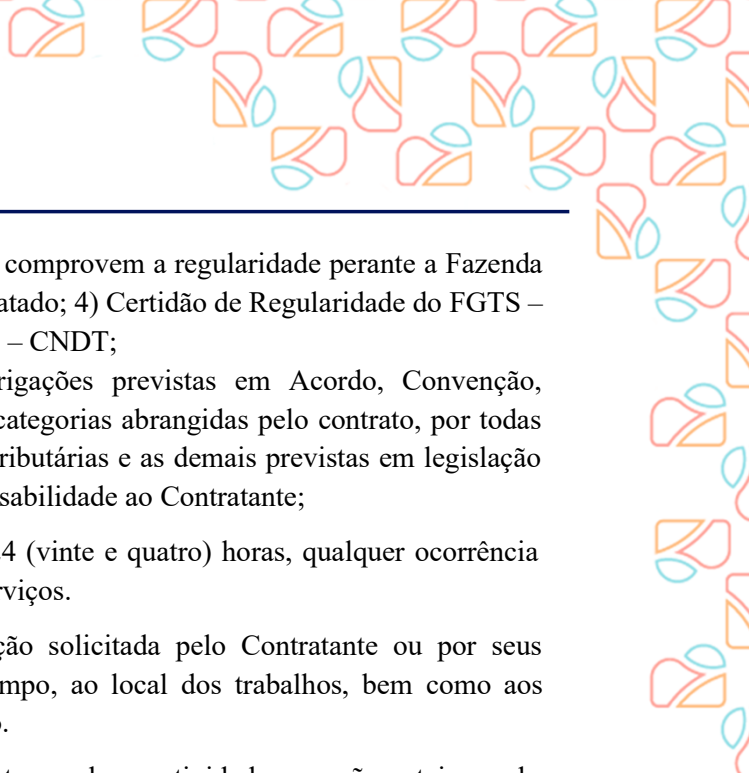 comprovem a regularidade perante a Fazenda
atado; 4) Certidão de Regularidade do FGTS –
– CNDT;
rigações previstas em Acordo, Convenção,
categorias abrangidas pelo contrato, por todas
ributárias e as demais previstas em legislação
sabilidade ao Contratante;
4 (vinte e quatro) horas, qualquer ocorrência
rviços.
ção solicitada pelo Contratante ou por seus
mpo, ao local dos trabalhos, bem como aos